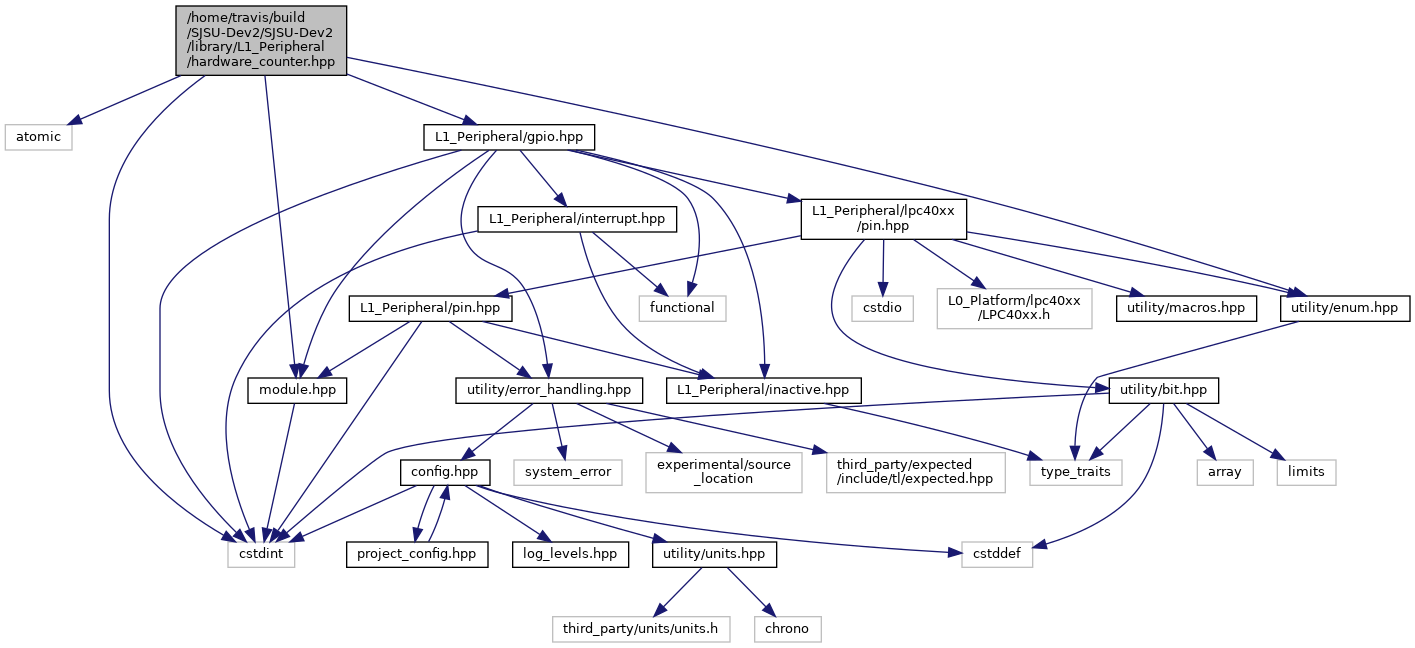 /home/travis/build
/SJSU-Dev2/SJSU-Dev2
/library/L1_Peripheral
/hardware_counter.hpp
atomic
L1_Peripheral/gpio.hpp
L1_Peripheral/interrupt.hpp
L1_Peripheral/lpc40xx
/pin.hpp
L1_Peripheral/pin.hpp
functional
cstdio
L0_Platform/lpc40xx
/LPC40xx.h
utility/macros.hpp
utility/enum.hpp
module.hpp
utility/error_handling.hpp
L1_Peripheral/inactive.hpp
utility/bit.hpp
config.hpp
system_error
experimental/source
_location
third_party/expected
/include/tl/expected.hpp
type_traits
array
limits
cstdint
project_config.hpp
log_levels.hpp
utility/units.hpp
cstddef
third_party/units/units.h
chrono